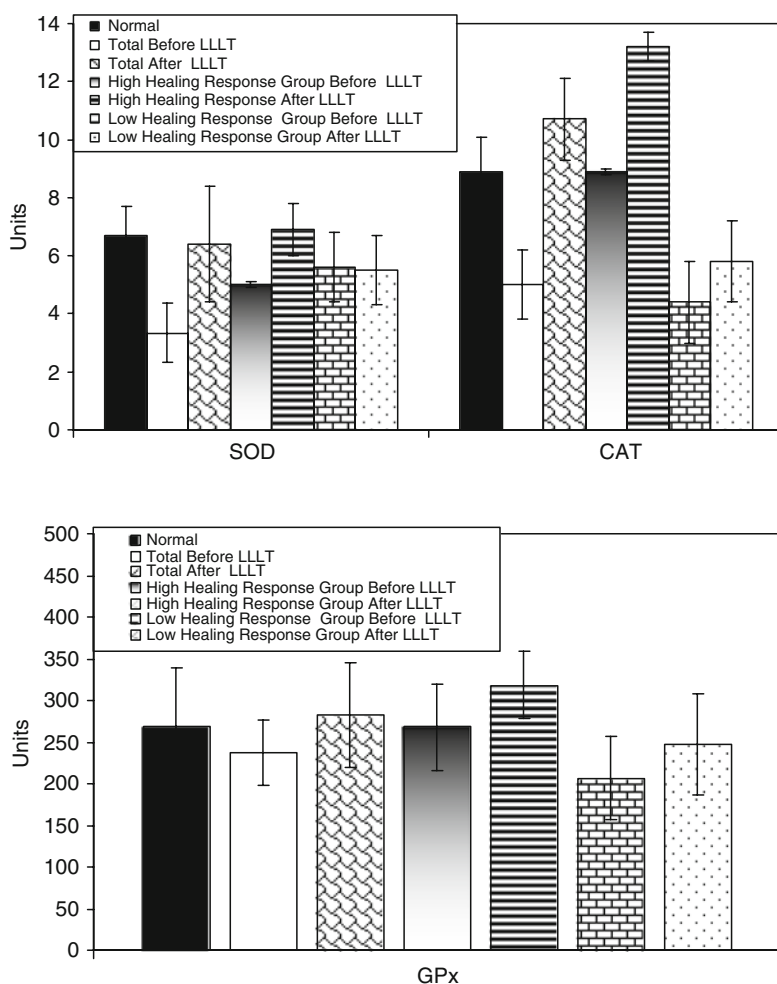 14
12
10
8
6
4
2
0
Units
Normal
Total Before LLLT
Total After LLLT
High Healing Response Group Before LLLT
High Healing Response After LLLT
Low Healing Response Group Before LLLT
Low Healing Response Group After LLLT
SOD CAT
500
450
400
350
300
250
200
150
100
50
0
Units
Normal
Total Before LLLT
Total After LLLT
High Healing Response Group Before LLLT
High Healing Response Group After LLLT
Low Healing Response Group Before LLLT
Low Healing Response Group After LLLT
GPx